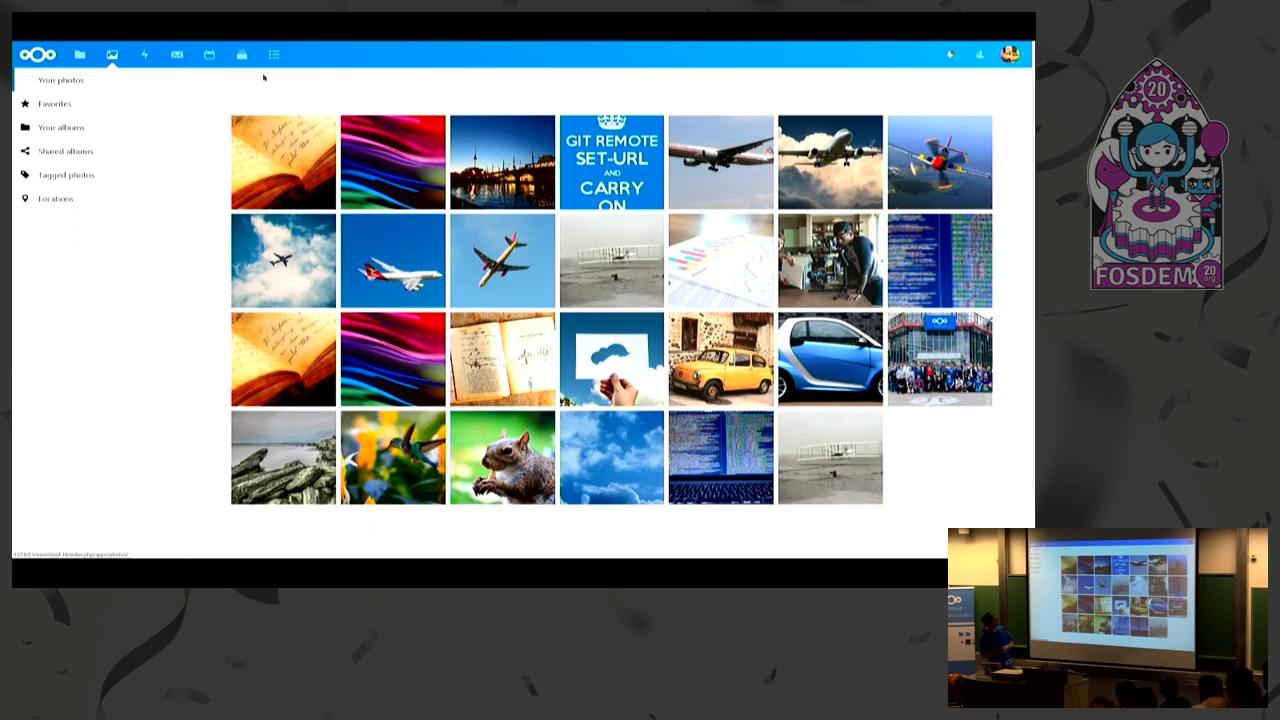 Your photos
Favorites
Your albums
Shared albums
Tagged photos
Locations
GIT REMOTE
SET-URL
AND
CARRY
ON
20
FOSDEM
20
.org